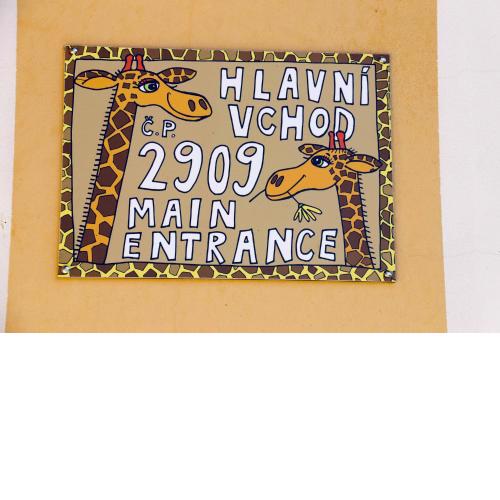 HLAVNÍ
VCHOD
Č.P.
2909
MAIN
ENTRANCE